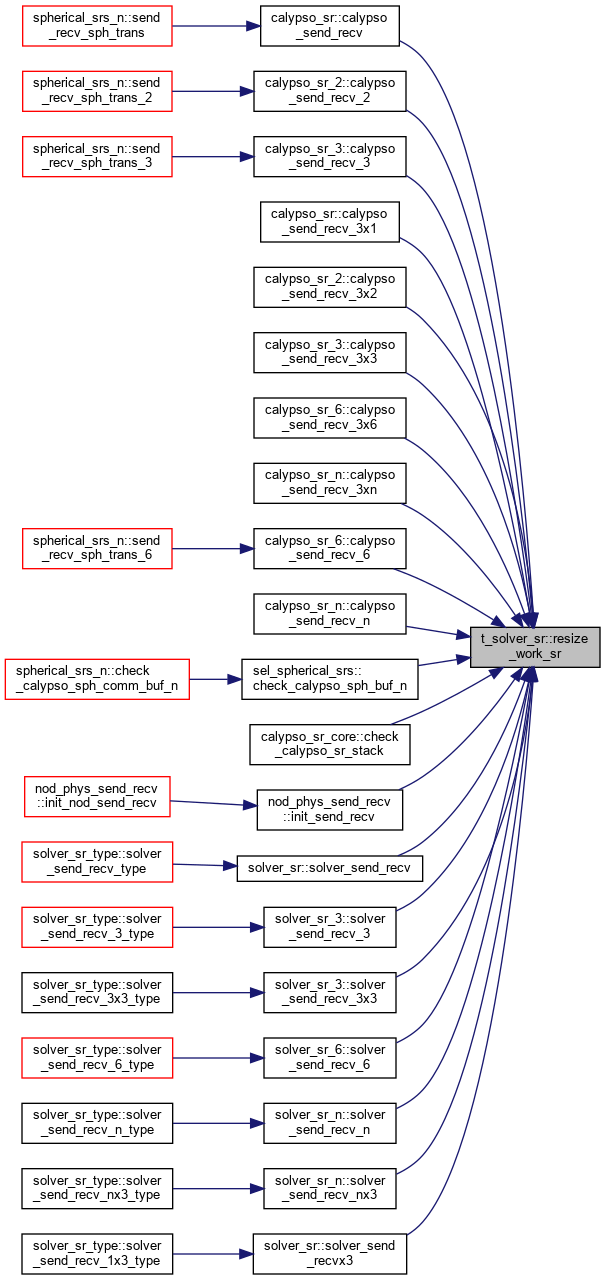 spherical_srs_n::send
_recv_sph_trans
calypso_sr::calypso
_send_recv
spherical_srs_n::send
_recv_sph_trans_2
calypso_sr_2::calypso
_send_recv_2
spherical_srs_n::send
_recv_sph_trans_3
calypso_sr_3::calypso
_send_recv_3
calypso_sr::calypso
_send_recv_3x1
calypso_sr_2::calypso
_send_recv_3x2
calypso_sr_3::calypso
_send_recv_3x3
calypso_sr_6::calypso
_send_recv_3x6
calypso_sr_n::calypso
_send_recv_3xn
spherical_srs_n::send
_recv_sph_trans_6
calypso_sr_6::calypso
_send_recv_6
calypso_sr_n::calypso
_send_recv_n
t_solver_sr::resize
_work_sr
spherical_srs_n::check
_calypso_sph_comm_buf_n
sel_spherical_srs::
check_calypso_sph_buf_n
calypso_sr_core::check
_calypso_sr_stack
nod_phys_send_recv
::init_nod_send_recv
nod_phys_send_recv
::init_send_recv
solver_sr_type::solver
_send_recv_type
solver_sr::solver_send_recv
solver_sr_type::solver
_send_recv_3_type
solver_sr_3::solver
_send_recv_3
solver_sr_type::solver
_send_recv_3x3_type
solver_sr_3::solver
_send_recv_3x3
solver_sr_type::solver
_send_recv_6_type
solver_sr_6::solver
_send_recv_6
solver_sr_type::solver
_send_recv_n_type
solver_sr_n::solver
_send_recv_n
solver_sr_type::solver
_send_recv_nx3_type
solver_sr_n::solver
_send_recv_nx3
solver_sr_type::solver
_send_recv_1x3_type
solver_sr::solver_send
_recvx3